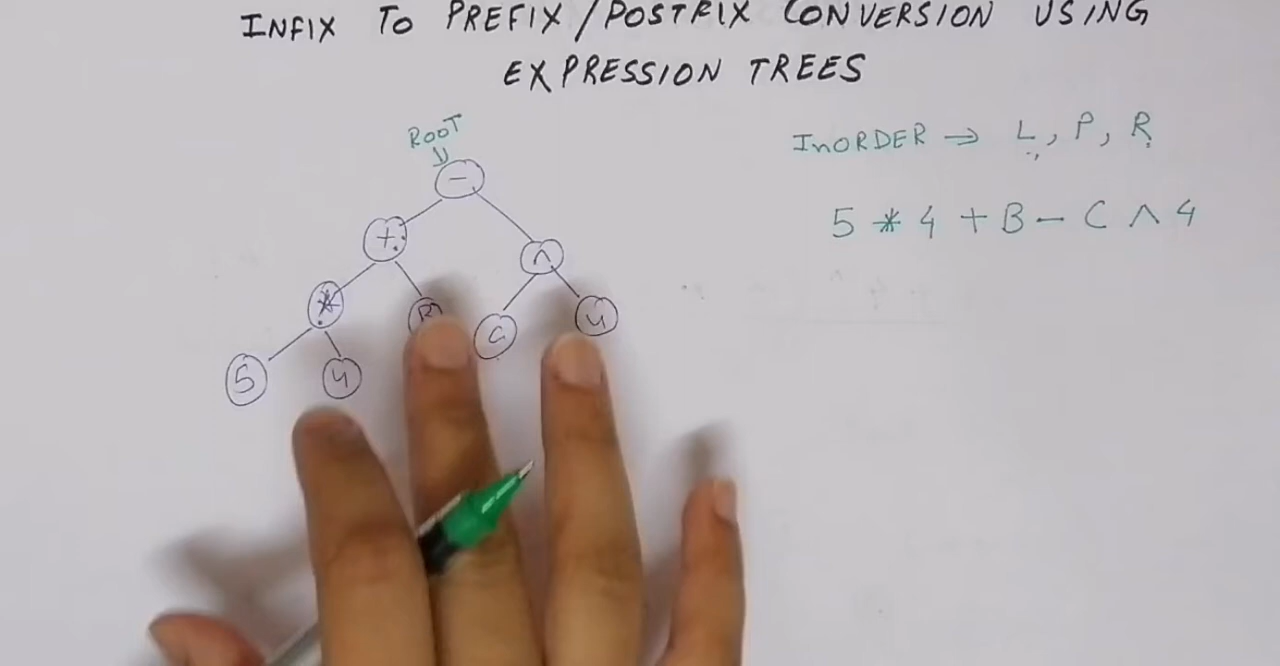 INFIX TO PREFIX/POSTFIX CONVERSION USING
EXPRESSION TREES
ROOT
InORDER → L, P, R
5 * 4 + B - C ^ 4
-
+
^
*
B
C
4
5
4